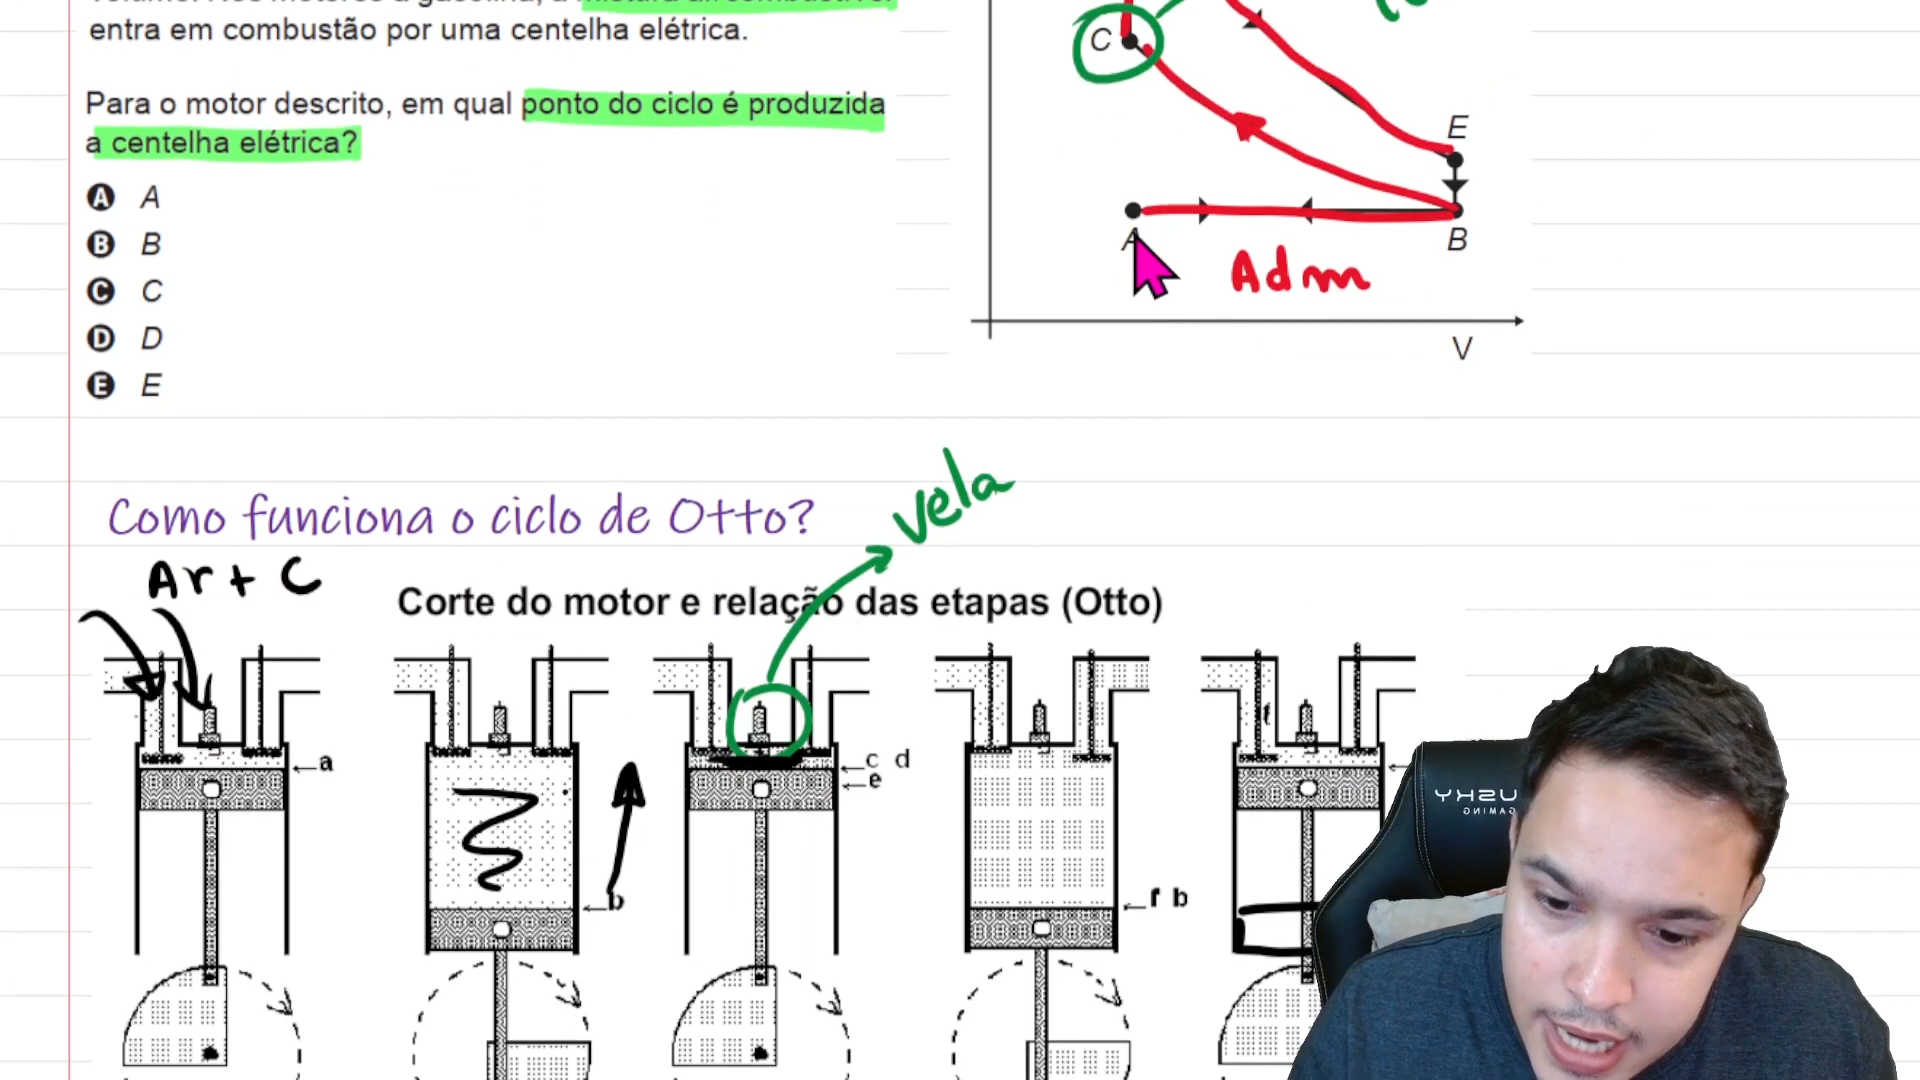 entra em combustão por uma centelha elétrica.
Para o motor descrito, em qual ponto do ciclo é produzida
a centelha elétrica?
A A
B B
C C
D D
E E
C
E
A
B
Adm
V
Como funciona o ciclo de Otto?
vela
Ar + C
Corte do motor e relação das etapas (Otto)
a
b
c d
e
f b
GAMING